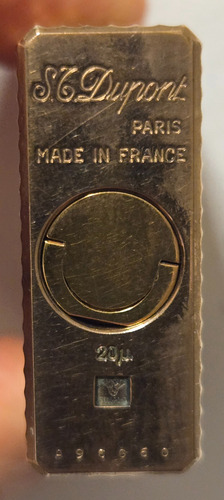 S.T. Dupont
PARIS
MADE IN FRANCE
20µ